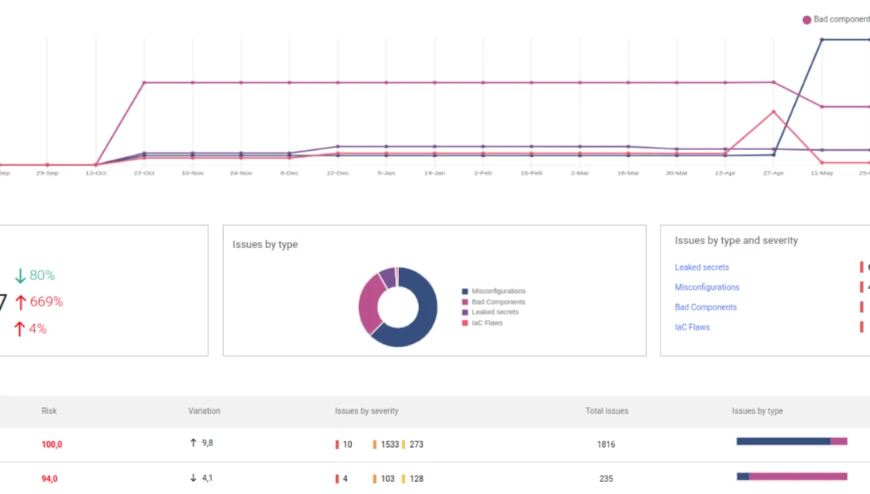 Bad component
Sep 29-Sep 13-Oct 27-Oct 10-Nov 24-Nov 8-Dec 22-Dec 5-Jan 19-Jan 2-Feb 16-Feb 2-Mar 16-Mar 30-Mar 13-Apr 27-Apr 11-May 25-
Issues by type
Issues by type and severity
80%
7 669%
4%
Misconfigurations
Bad Components
Leaked secrets
IaC Flaws
Leaked secrets
Misconfigurations
Bad Components
IaC Flaws
Risk Variation Issues by severity Total issues Issues by type
100,0 ↑ 9,8 10 1533 273 1816
94,0 ↓ 4,1 4 103 128 235